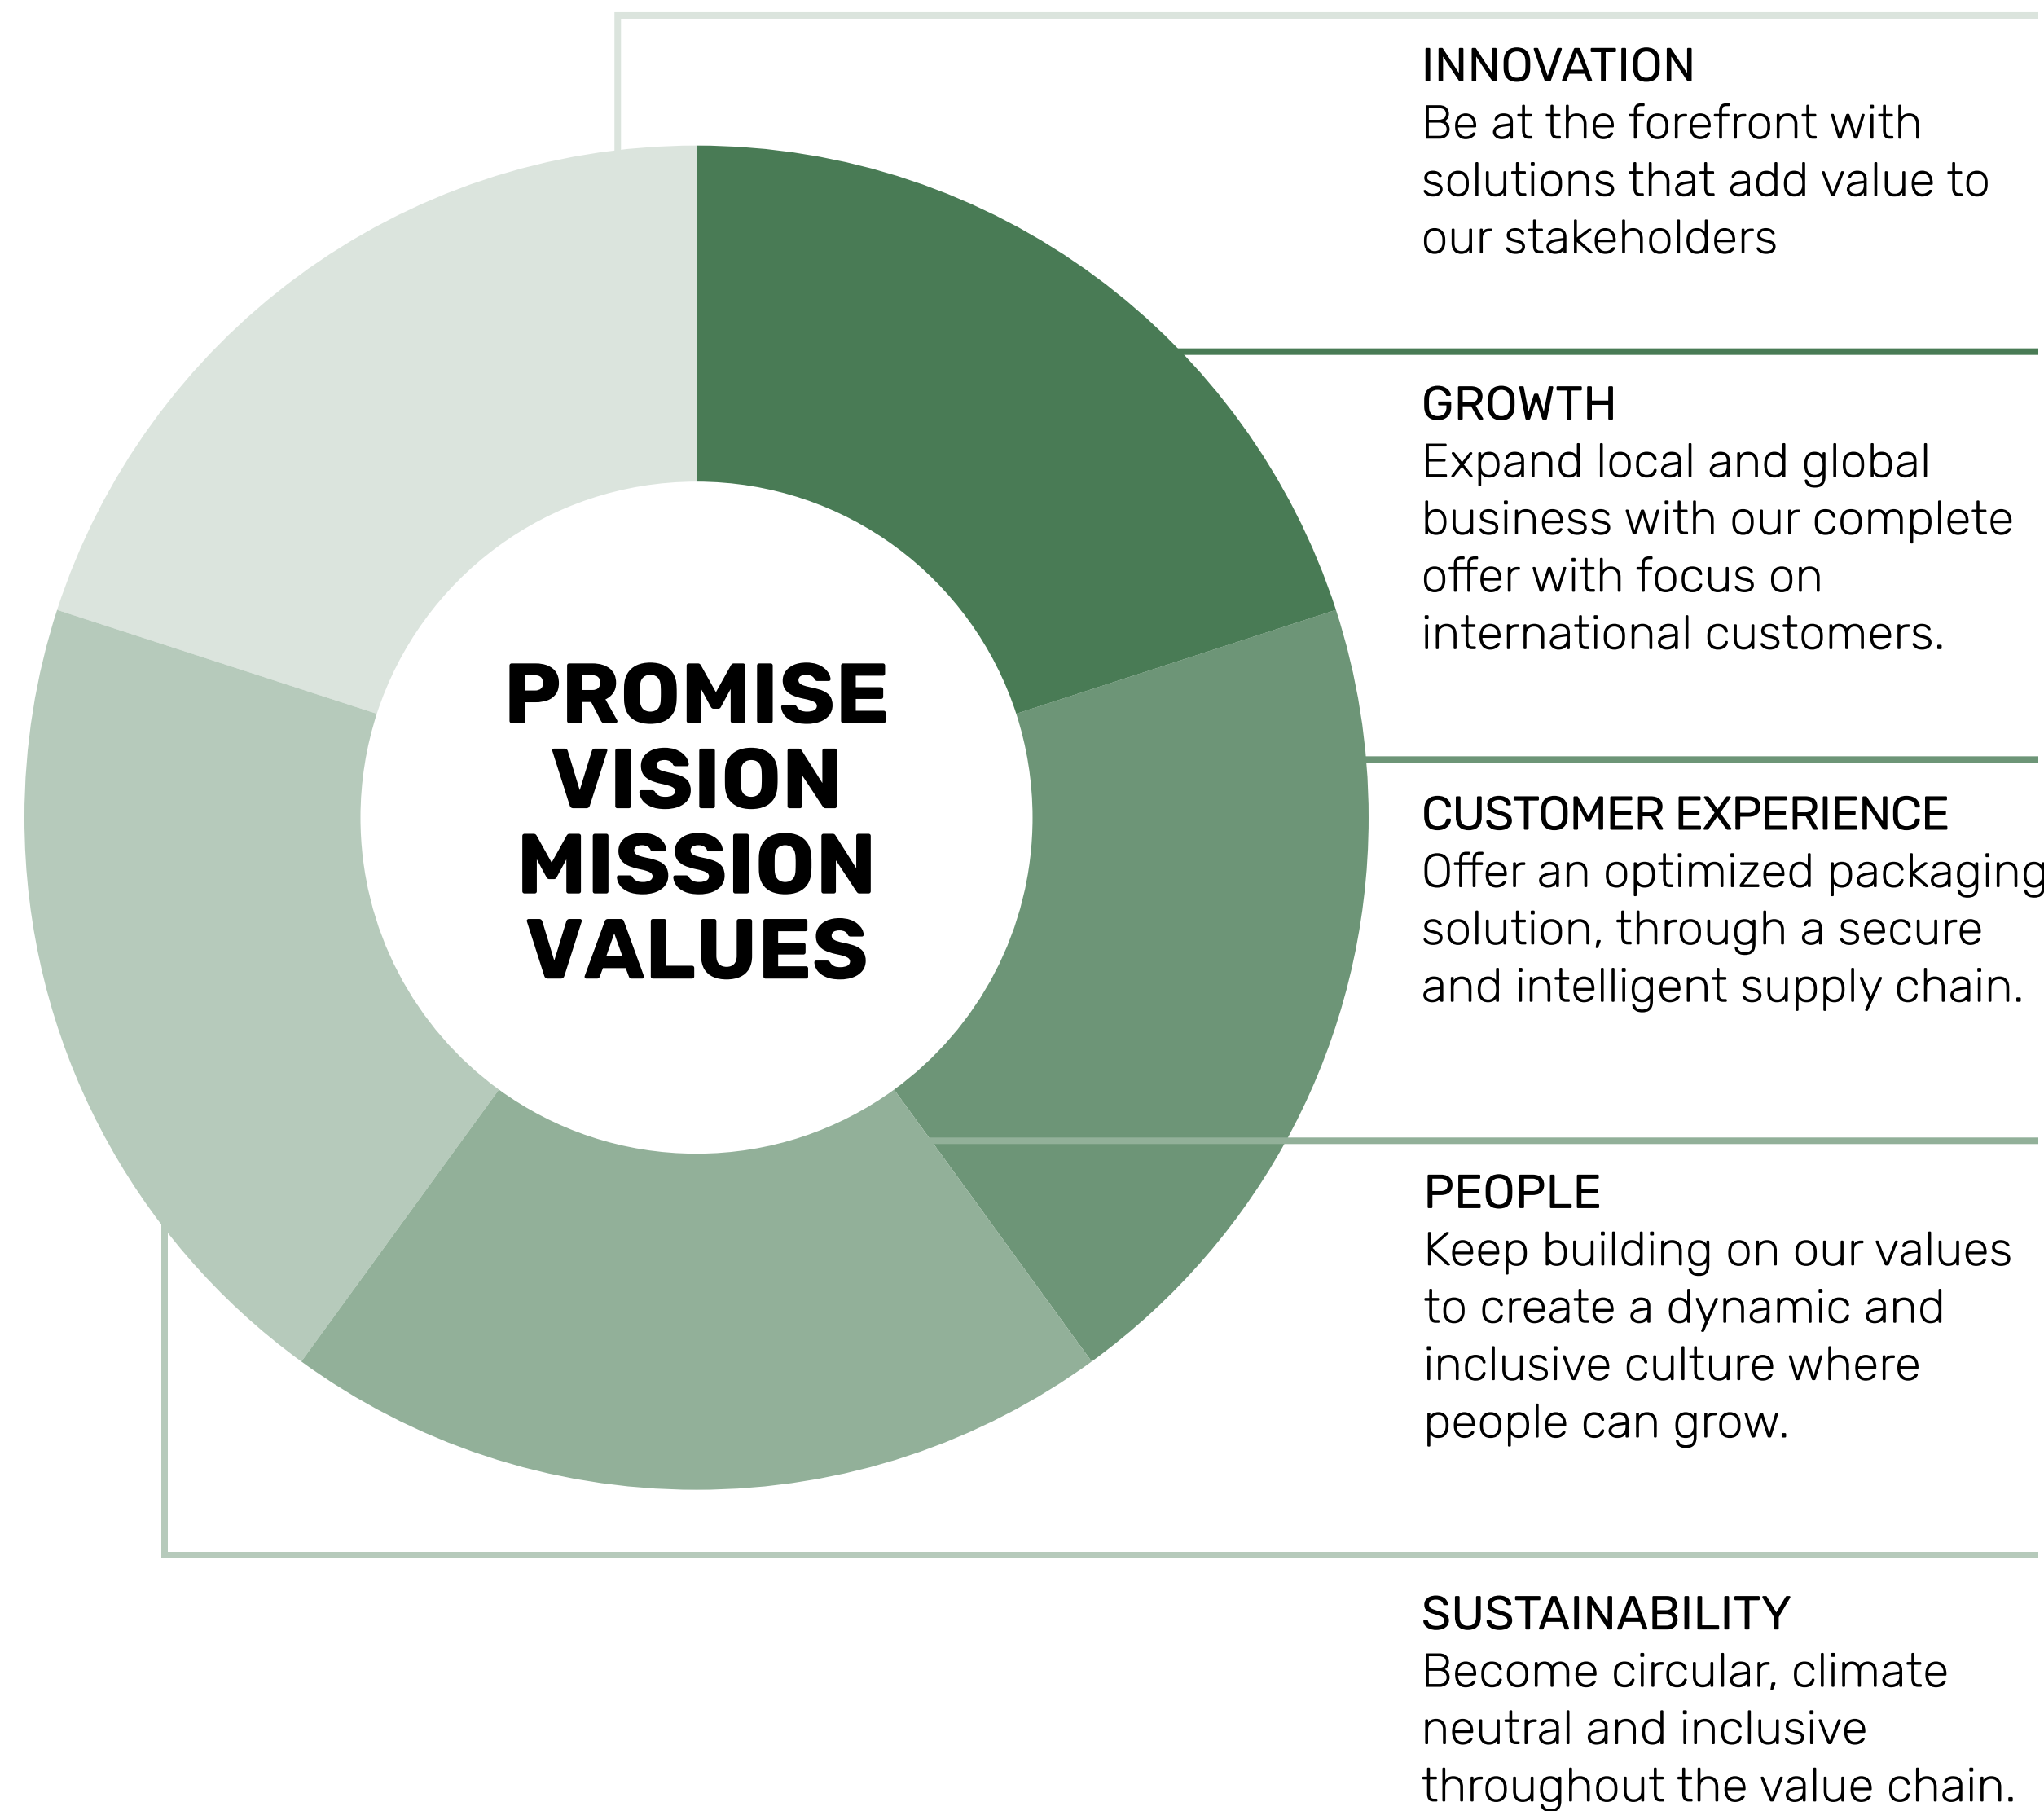 PROMISE
VISION
MISSION
VALUES
INNOVATION
Be at the forefront with
solutions that add value to
our stakeholders
GROWTH
Expand local and global
business with our complete
offer with focus on
international customers.
CUSTOMER EXPERIENCE
Offer an optimized packaging
solution, through a secure
and intelligent supply chain.
PEOPLE
Keep building on our values
to create a dynamic and
inclusive culture where
people can grow.
SUSTAINABILITY
Become circular, climate
neutral and inclusive
throughout the value chain.